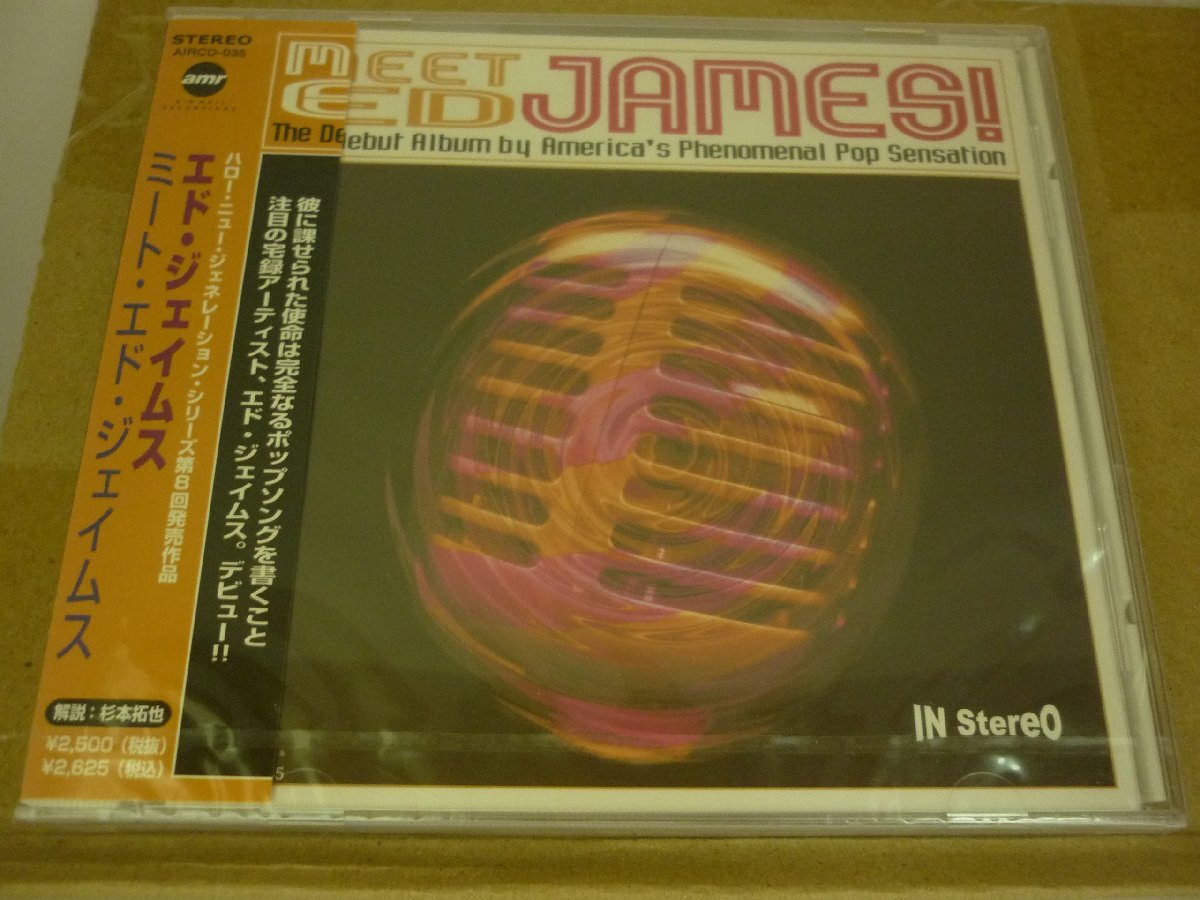 STEREO
AIRCD-035
amr
AIR MAIL
RECORDINGS
ハロー・ニュー・ジェネレーション・シリーズ第8回発売作品
エド・ジェイムス
ミート・エド・ジェイムス
解説：杉本拓也
¥2,500（税抜）
¥2,625（税込）
彼に課せられた使命は完全なるポップソングを書くこと
注目の宅録アーティスト、エド・ジェイムス。デビュー!!
MEET
ED JAMES!
The Debut Album by America's Phenomenal Pop Sensation
IN StereO
5